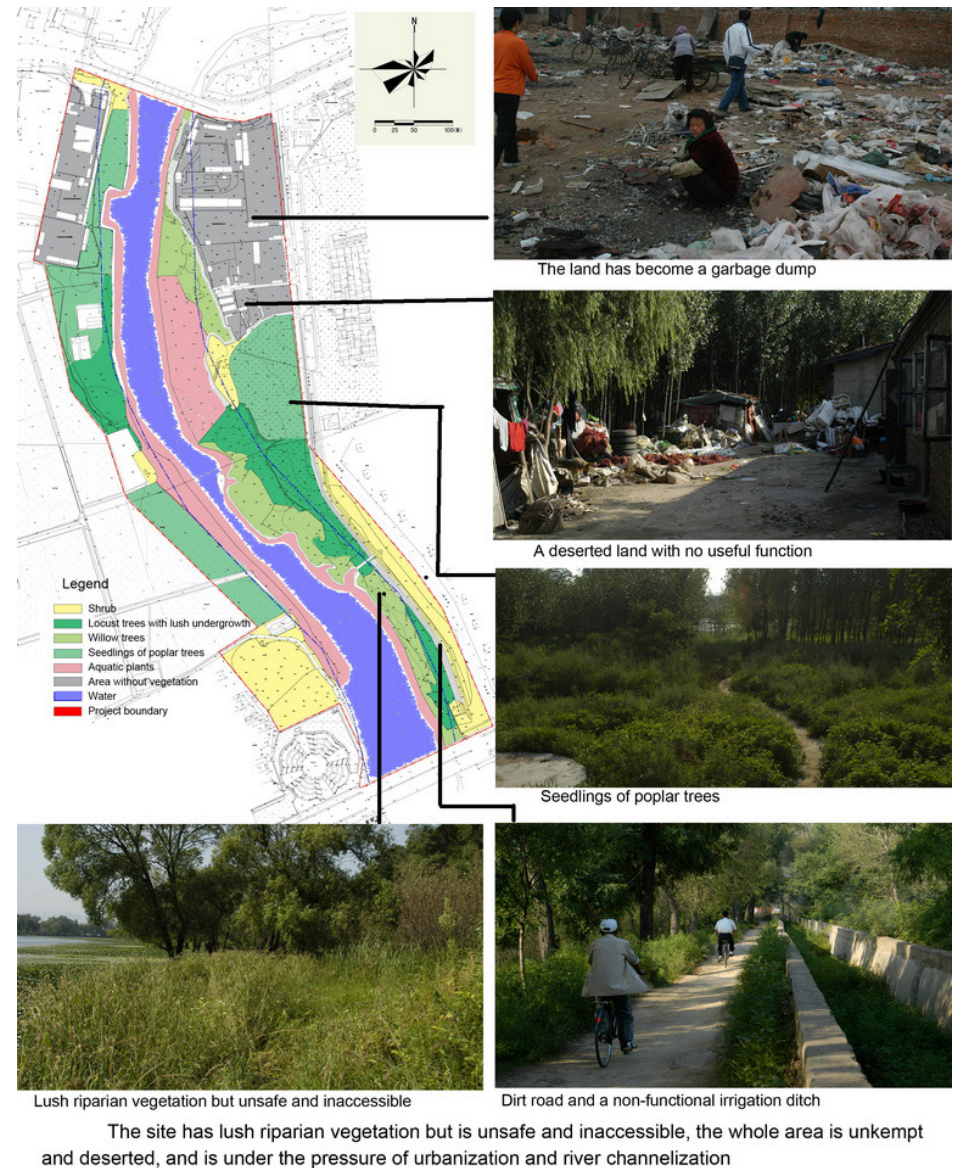 N
0 25 50 100(米)
The land has become a garbage dump
A deserted land with no useful function
Legend
Shrub
Locust trees with lush undergrowth
Willow trees
Seedlings of poplar trees
Aquatic plants
Area without vegetation
Water
Project boundary
Seedlings of poplar trees
Lush riparian vegetation but unsafe and inaccessible
Dirt road and a non-functional irrigation ditch
The site has lush riparian vegetation but is unsafe and inaccessible, the whole area is unkempt
and deserted, and is under the pressure of urbanization and river channelization